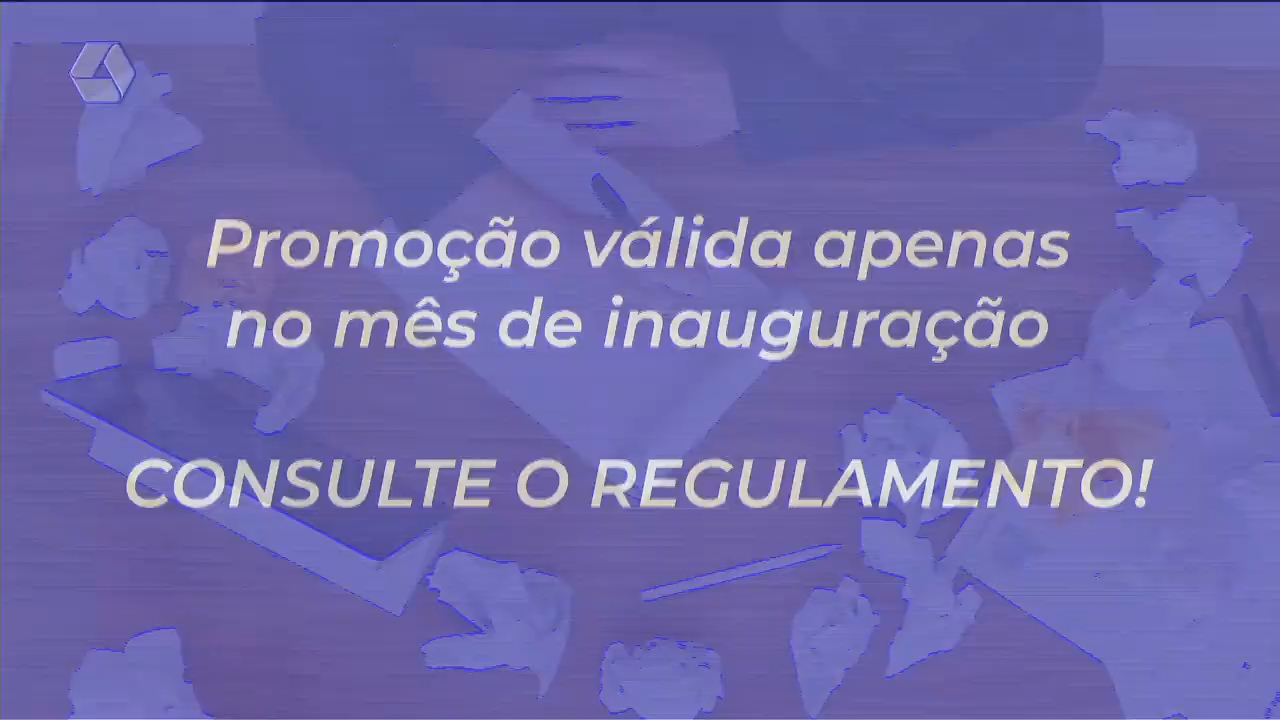 Promoção válida apenas
no mês de inauguração
CONSULTE O REGULAMENTO!